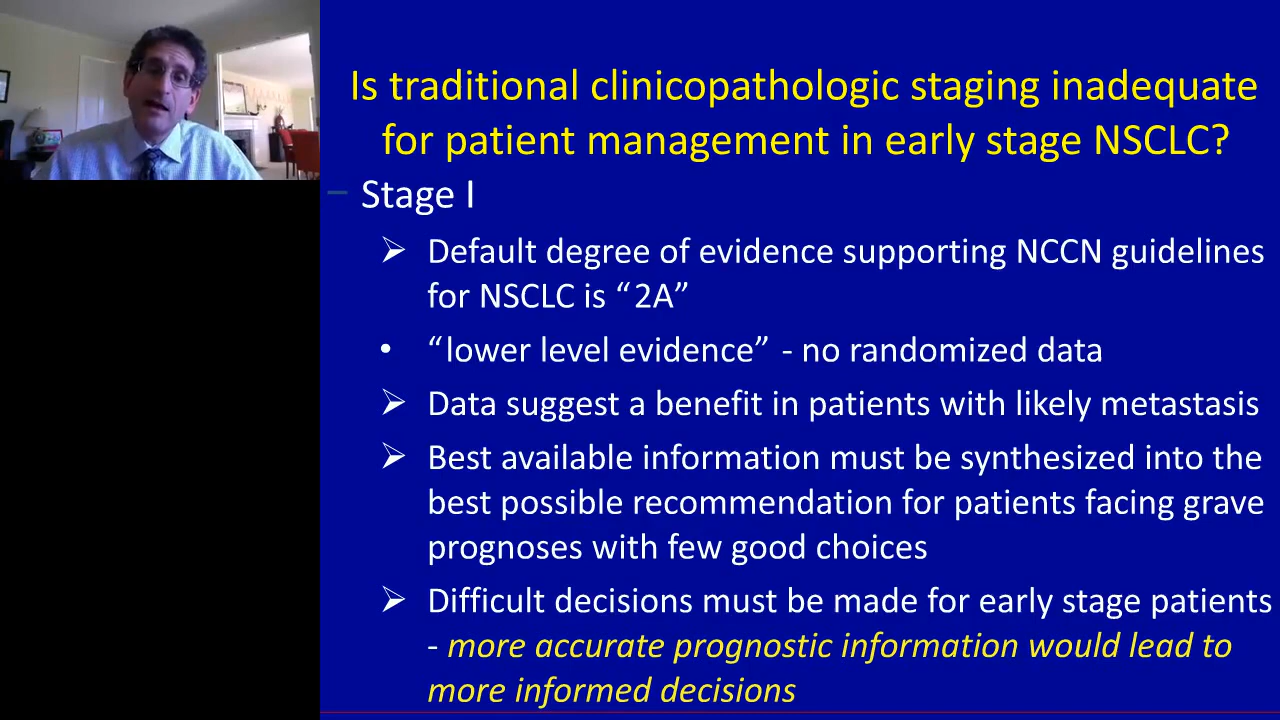 Is traditional clinicopathologic staging inadequate
for patient management in early stage NSCLC?
– Stage I
➢ Default degree of evidence supporting NCCN guidelines
for NSCLC is “2A”
• “lower level evidence” - no randomized data
➢ Data suggest a benefit in patients with likely metastasis
➢ Best available information must be synthesized into the
best possible recommendation for patients facing grave
prognoses with few good choices
➢ Difficult decisions must be made for early stage patients
- more accurate prognostic information would lead to
more informed decisions